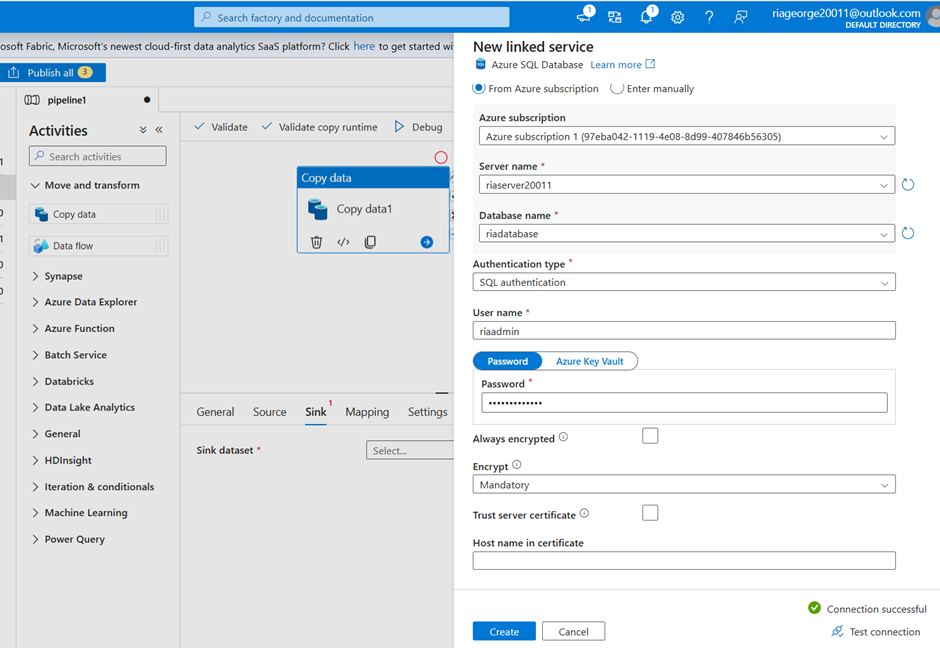 Search factory and documentation
1
1
riageorge20011@outlook.com
DEFAULT DIRECTORY
osoft Fabric, Microsoft's newest cloud-first data analytics SaaS platform? Click here to get started wi
Publish all 3
pipeline1
Activities
Search activities
Move and transform
Copy data
Data flow
Synapse
Azure Data Explorer
Azure Function
Batch Service
Databricks
Data Lake Analytics
General
HDInsight
Iteration & conditionals
Machine Learning
Power Query
Validate Validate copy runtime Debug
Copy data
Copy data1
General Source Sink 1 Mapping Settings
Sink dataset *
Select...
New linked service
Azure SQL Database Learn more
From Azure subscription Enter manually
Azure subscription
Azure subscription 1 (97eba042-1119-4e08-8d99-407846b56305)
Server name *
riaserver20011
Database name *
riadatabase
Authentication type *
SQL authentication
User name *
riaadmin
Password Azure Key Vault
Password *
•••••••••••••
Always encrypted
Encrypt
Mandatory
Trust server certificate
Host name in certificate
Connection successful
Create Cancel Test connection